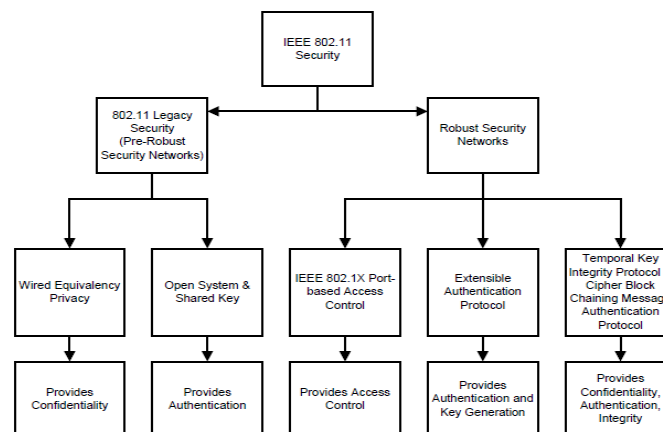 IEEE 802.11
Security
802.11 Legacy
Security
(Pre-Robust
Security Networks)
Robust Security
Networks
Wired Equivalency
Privacy
Open System &
Shared Key
IEEE 802.1X Port-
based Access
Control
Extensible
Authentication
Protocol
Temporal Key
Integrity Protocol
Cipher Block
Chaining Message
Authentication
Protocol
Provides
Confidentiality
Provides
Authentication
Provides Access
Control
Provides
Authentication and
Key Generation
Provides
Confidentiality,
Authentication,
Integrity